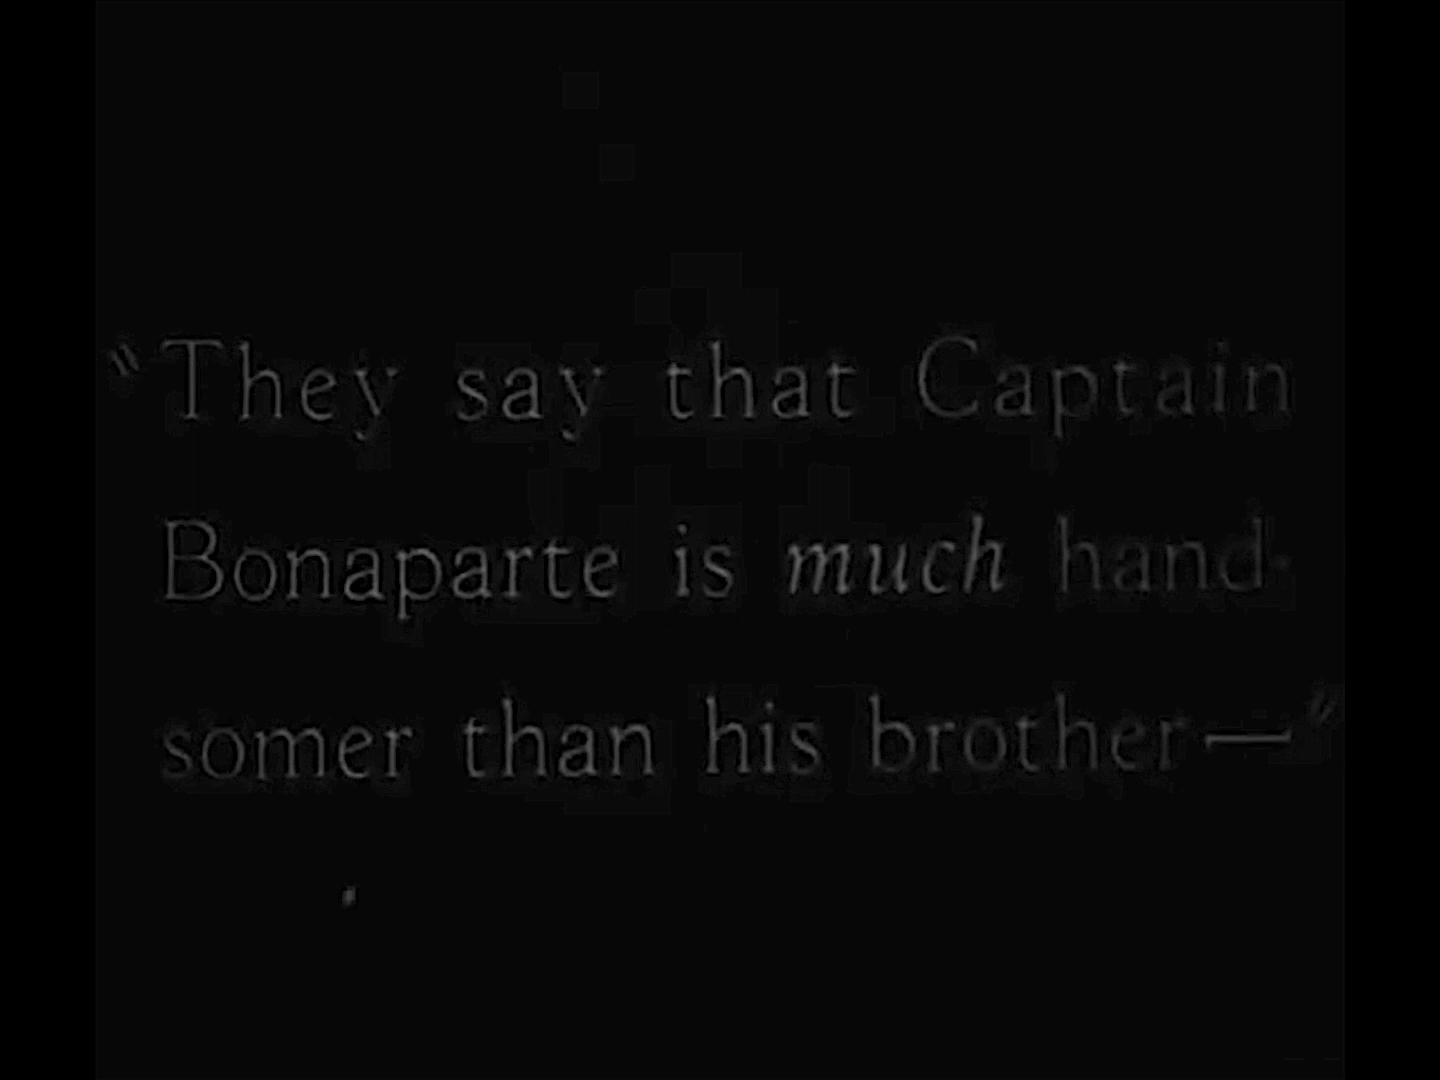 "They say that Captain
Bonaparte is much hand-
somer than his brother—"